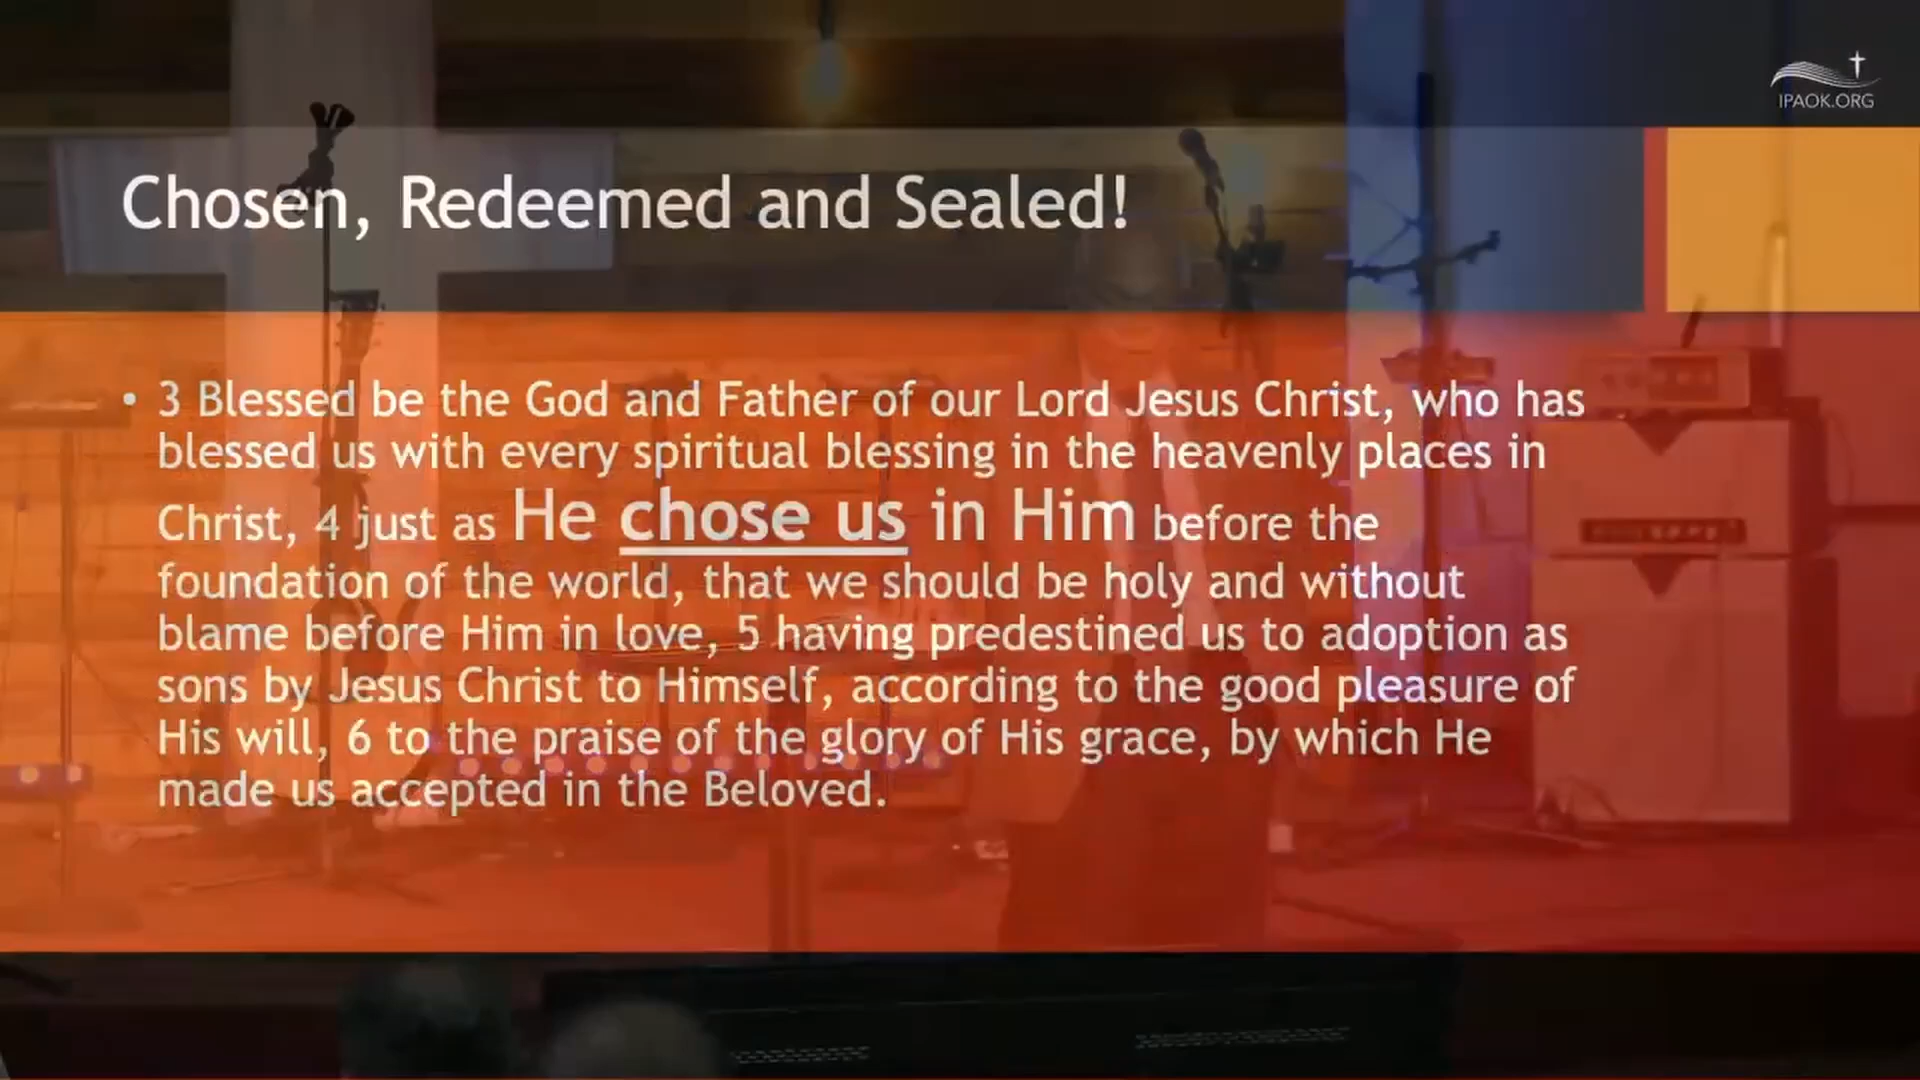 IPAOK.ORG
Chosen, Redeemed and Sealed!
• 3 Blessed be the God and Father of our Lord Jesus Christ, who has
blessed us with every spiritual blessing in the heavenly places in
Christ, 4 just as He chose us in Him before the
foundation of the world, that we should be holy and without
blame before Him in love, 5 having predestined us to adoption as
sons by Jesus Christ to Himself, according to the good pleasure of
His will, 6 to the praise of the glory of His grace, by which He
made us accepted in the Beloved.